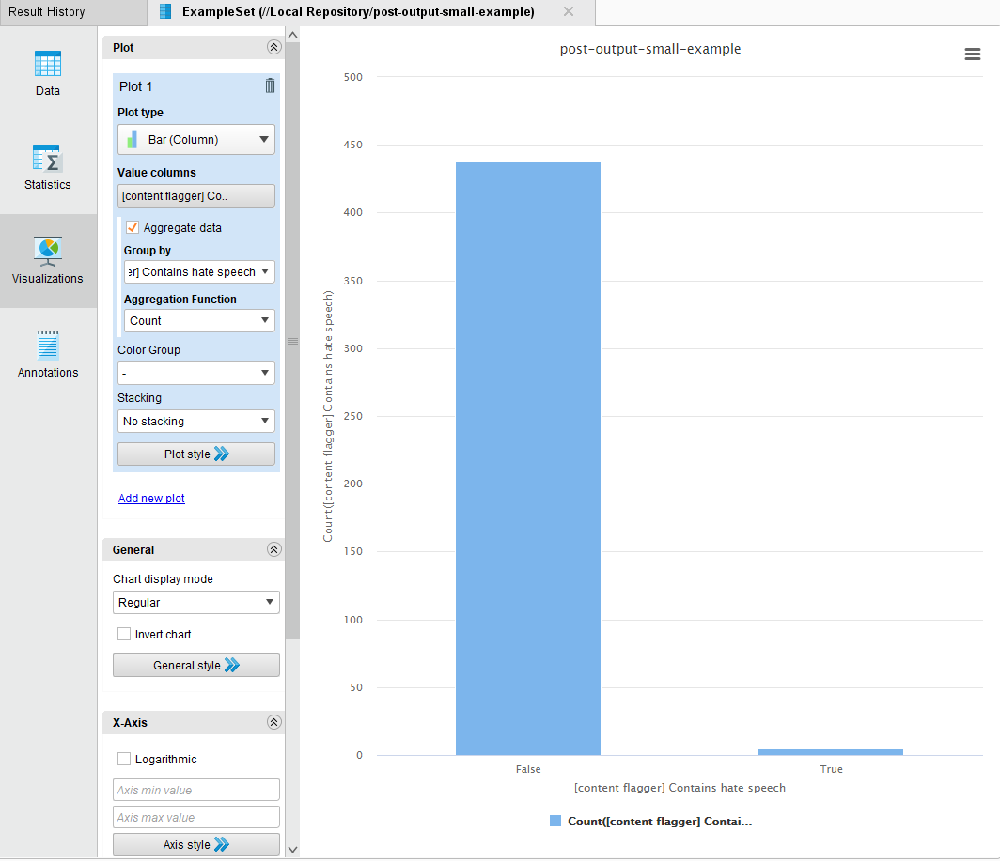 Result History
ExampleSet (//Local Repository/post-output-small-example)
Data
Statistics
Visualizations
Annotations
Plot
Plot 1
Plot type
Bar (Column)
Value columns
[content flagger] Co..
Aggregate data
Group by
er] Contains hate speech
Aggregation Function
Count
Color Group
-
Stacking
No stacking
Plot style
Add new plot
General
Chart display mode
Regular
Invert chart
General style
X-Axis
Logarithmic
Axis min value
Axis max value
Axis style
post-output-small-example
Count([content flagger] Contains hate speech)
500
450
400
350
300
250
200
150
100
50
0
False
True
[content flagger] Contains hate speech
Count([content flagger] Contai...